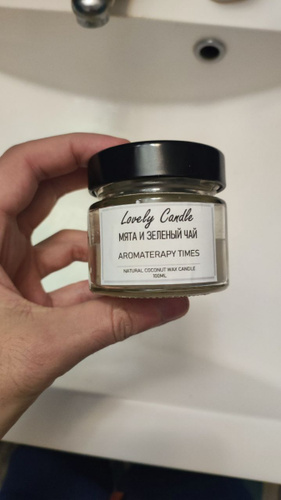 Lovely Candle
МЯТА И ЗЕЛЕНЫЙ ЧАЙ
AROMATERAPY TIMES
NATURAL COCONUT WAX CANDLE
100ML